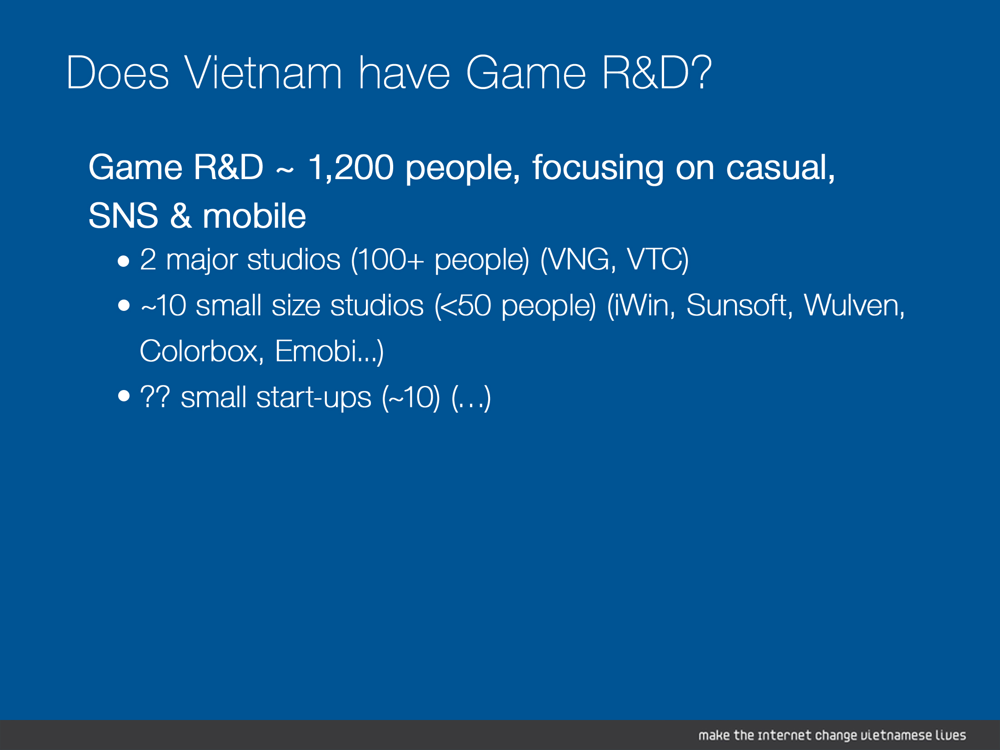 Does Vietnam have Game R&D?
Game R&D ~ 1,200 people, focusing on casual,
SNS & mobile
• 2 major studios (100+ people) (VNG, VTC)
• ~10 small size studios (<50 people) (iWin, Sunsoft, Wulven,
Colorbox, Emobi...)
• ?? small start-ups (~10) (…)
make the Internet change vietnamese lives